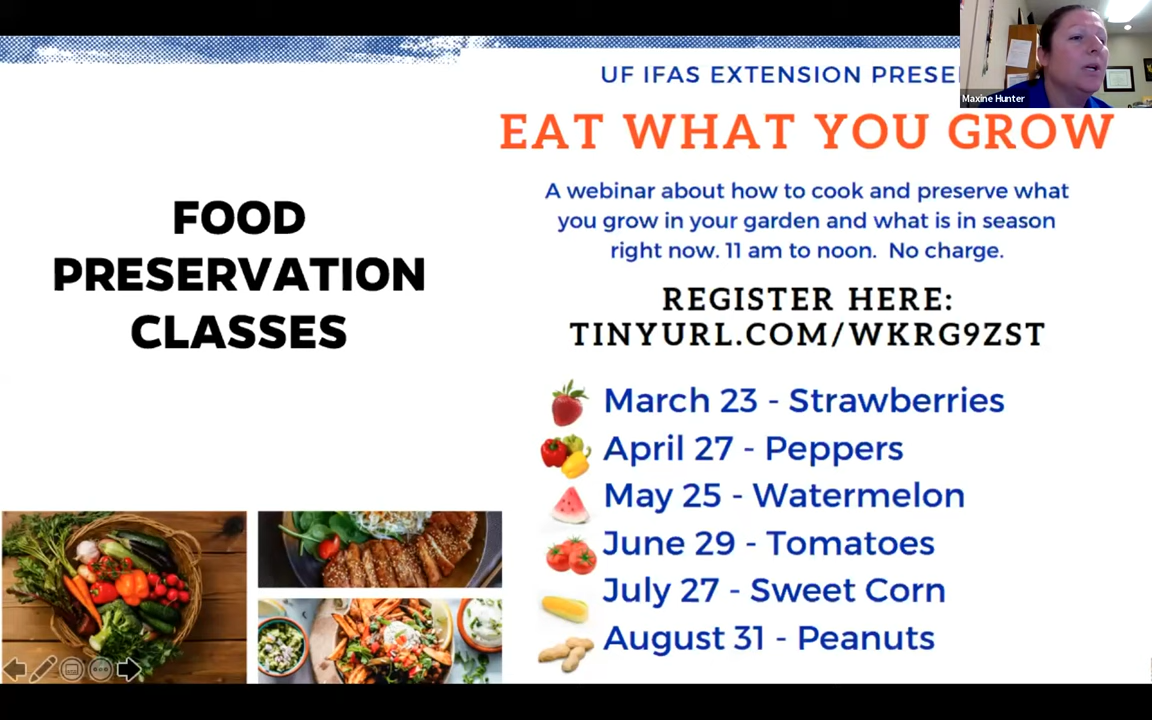 UF IFAS EXTENSION
Maxine Hunter
EAT WHAT YOU GROW
A webinar about how to cook and preserve what
you grow in your garden and what is in season
right now. 11 am to noon. No charge.
FOOD
PRESERVATION
CLASSES
REGISTER HERE:
TINYURL.COM/WKRG9ZST
March 23 - Strawberries
April 27 - Peppers
May 25 - Watermelon
June 29 - Tomatoes
July 27 - Sweet Corn
August 31 - Peanuts